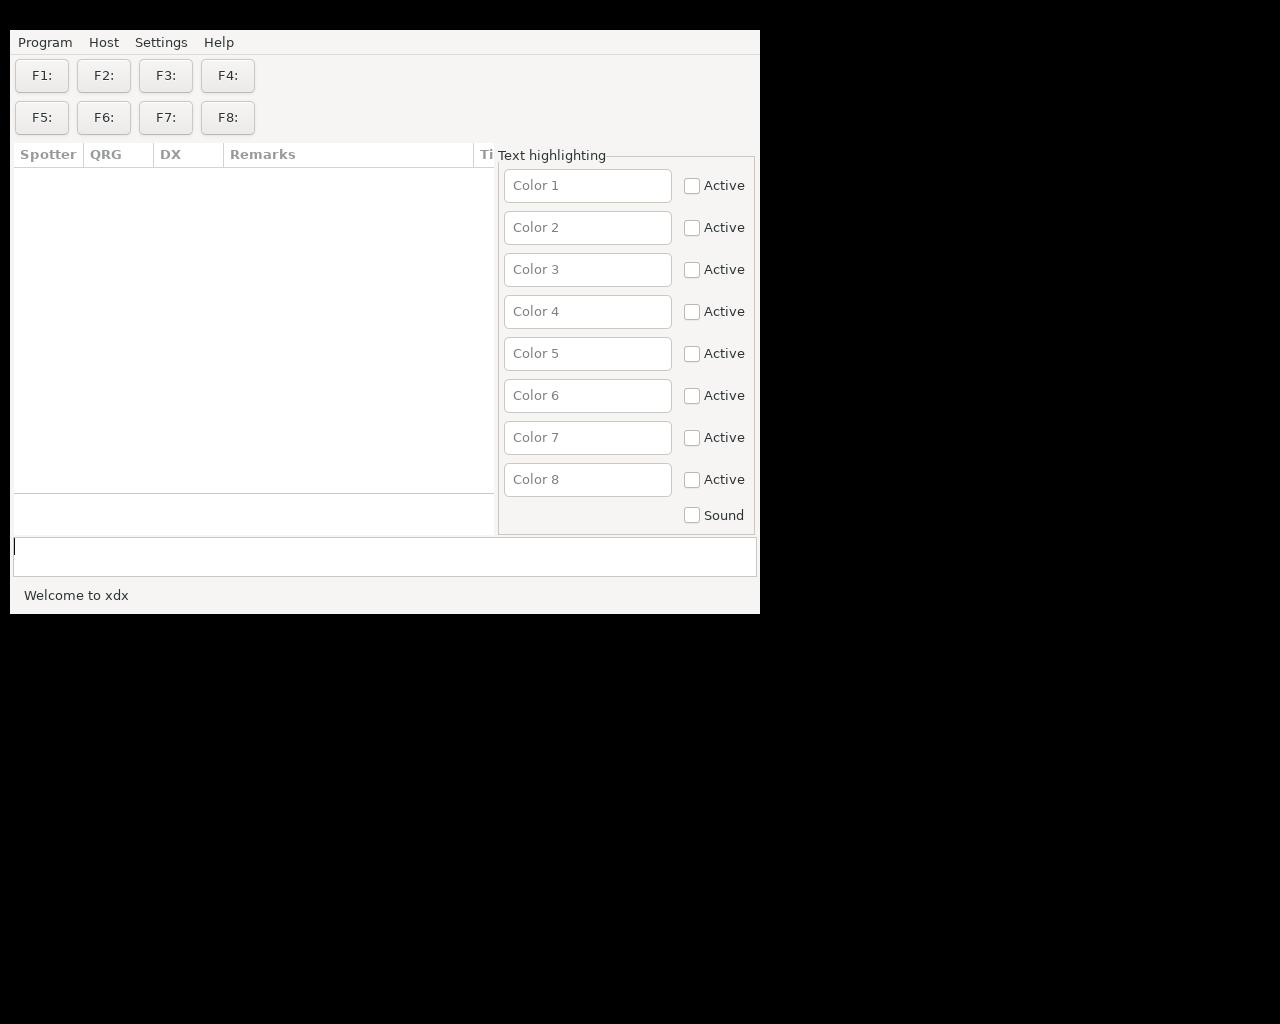 Program Host Settings Help
F1: F2: F3: F4:
F5: F6: F7: F8:
Spotter QRG DX Remarks Ti
Text highlighting
Color 1 Active
Color 2 Active
Color 3 Active
Color 4 Active
Color 5 Active
Color 6 Active
Color 7 Active
Color 8 Active
Sound
Welcome to xdx